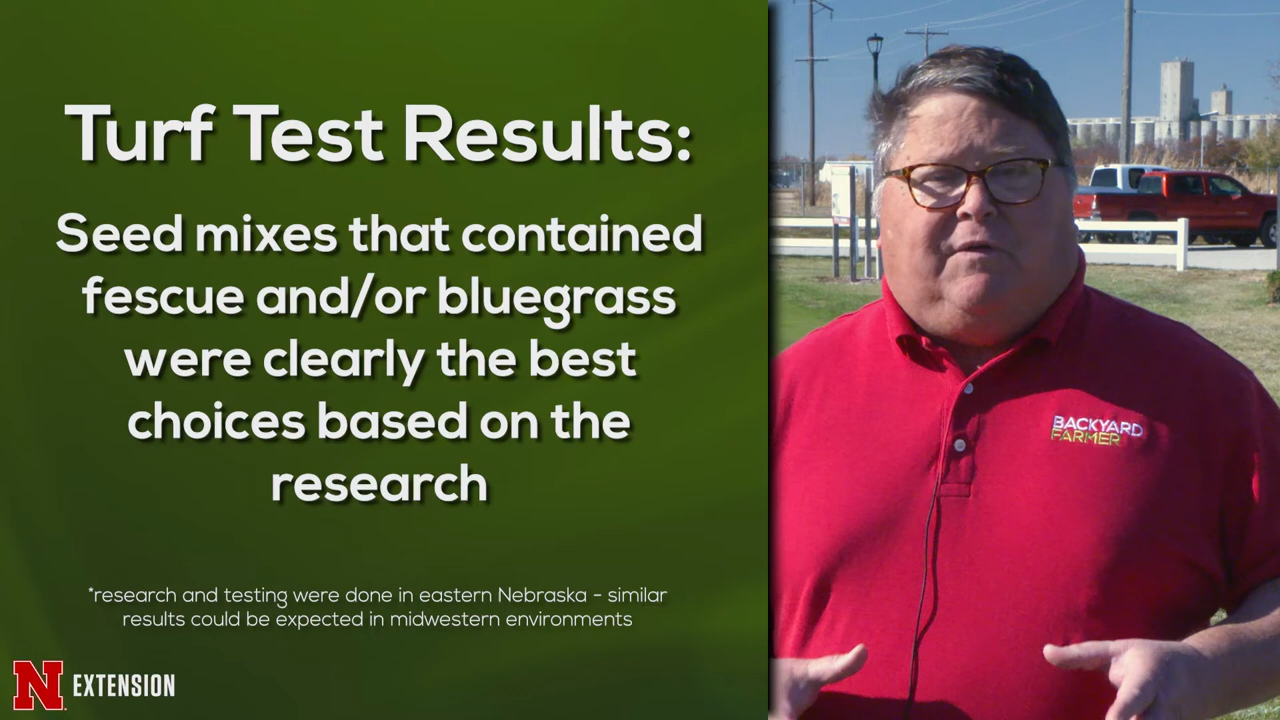 Turf Test Results:
Seed mixes that contained
fescue and/or bluegrass
were clearly the best
choices based on the
research
*research and testing were done in eastern Nebraska - similar
results could be expected in midwestern environments
N EXTENSION
BACKYARD
FARMER